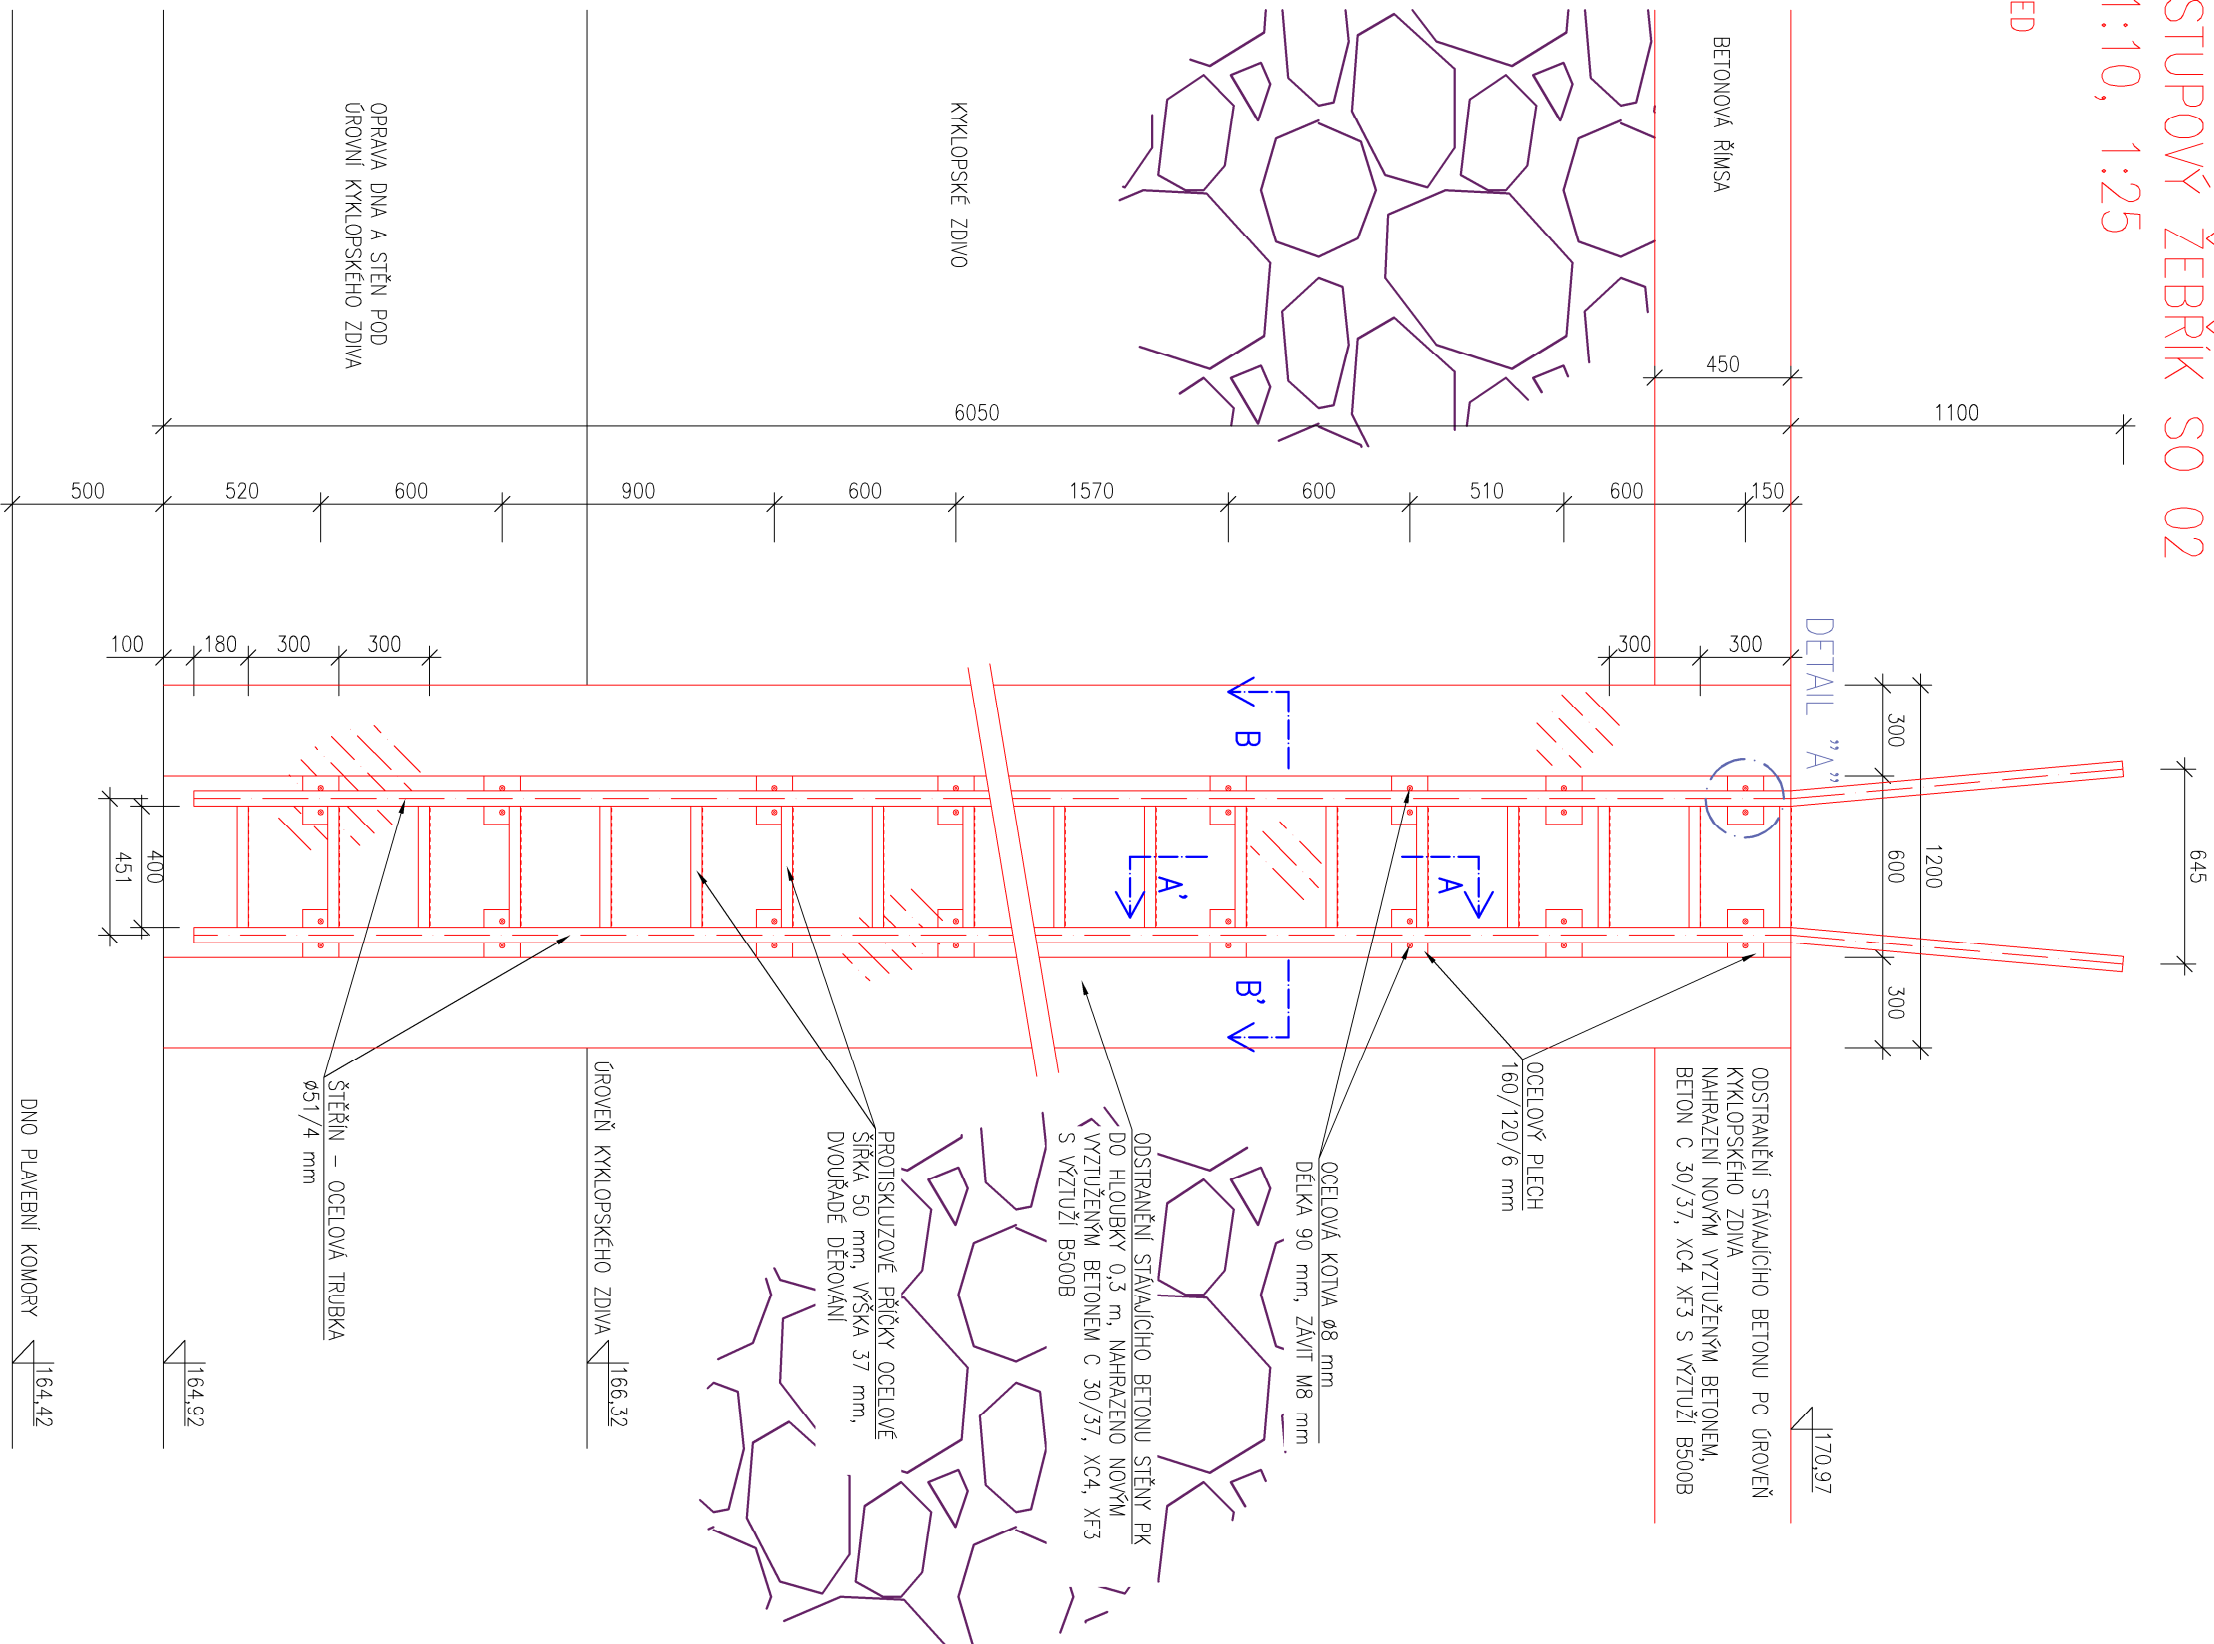 STUPOVÝ ŽEBŘÍK SO 02
1:10, 1:25
ED
1100
645
1200
300
600
300
DETAIL "A"
170,97
BETONOVÁ ŘÍMSA
450
150
600
510
600
1570
600
900
600
520
500
6050
300
300
ODSTRANĚNÍ STÁVAJÍCÍHO BETONU PC ÚROVEŇ
KYKLOPSKÉHO ZDIVA
NAHRAZENÍ NOVÝM VYZTUŽENÝM BETONEM,
BETON C 30/37, XC4 XF3 S VÝZTUŽÍ B500B
OCELOVÝ PLECH
160/120/6 mm
A
A'
B
B'
OCELOVÁ KOTVA ø8 mm
DÉLKA 90 mm, ZÁVIT M8 mm
ODSTRANĚNÍ STÁVAJÍCÍHO BETONU STĚNY PK
DO HLOUBKY 0,3 m, NAHRAZENO NOVÝM
VYZTUŽENÝM BETONEM C 30/37, XC4, XF3
S VÝZTUŽÍ B500B
KYKLOPSKÉ ZDIVO
PROTISKLUZOVÉ PŘÍČKY OCELOVÉ
ŠÍŘKA 50 mm, VÝŠKA 37 mm,
DVOUŘADÉ DĚROVÁNÍ
ÚROVEŇ KYKLOPSKÉHO ZDIVA
166,32
OPRAVA DNA A STĚN POD
ÚROVNÍ KYKLOPSKÉHO ZDIVA
300
300
180
100
ŠTĚŘÍN - OCELOVÁ TRUBKA
ø51/4 mm
400
451
164,92
DNO PLAVEBNÍ KOMORY
164,42